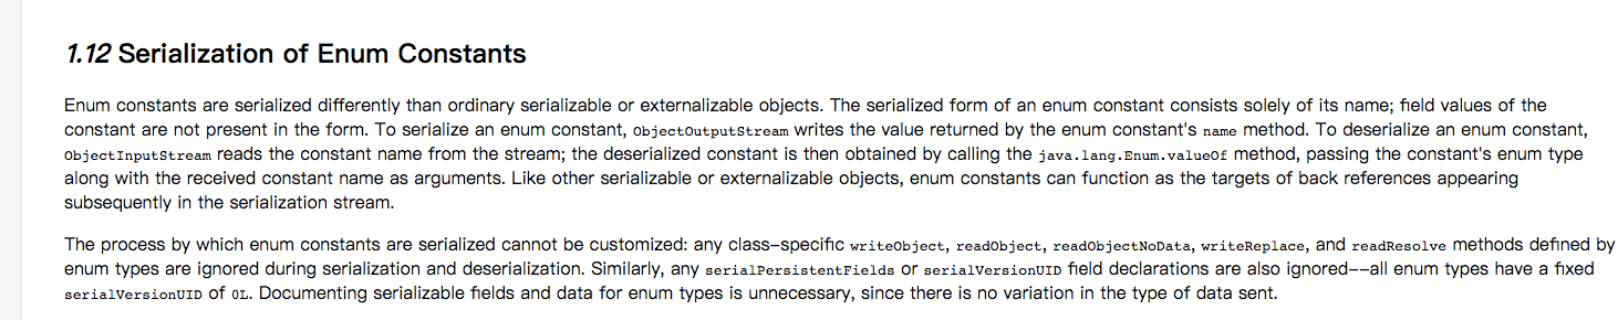 1.12 Serialization of Enum Constants
Enum constants are serialized differently than ordinary serializable or externalizable objects. The serialized form of an enum constant consists solely of its name; field values of the
constant are not present in the form. To serialize an enum constant, ObjectOutputStream writes the value returned by the enum constant's name method. To deserialize an enum constant,
ObjectInputStream reads the constant name from the stream; the deserialized constant is then obtained by calling the java.lang.Enum.valueOf method, passing the constant's enum type
along with the received constant name as arguments. Like other serializable or externalizable objects, enum constants can function as the targets of back references appearing
subsequently in the serialization stream.
The process by which enum constants are serialized cannot be customized: any class-specific writeObject, readObject, readObjectNoData, writeReplace, and readResolve methods defined by
enum types are ignored during serialization and deserialization. Similarly, any serialPersistentFields or serialVersionUID field declarations are also ignored--all enum types have a fixed
serialVersionUID of 0L. Documenting serializable fields and data for enum types is unnecessary, since there is no variation in the type of data sent.